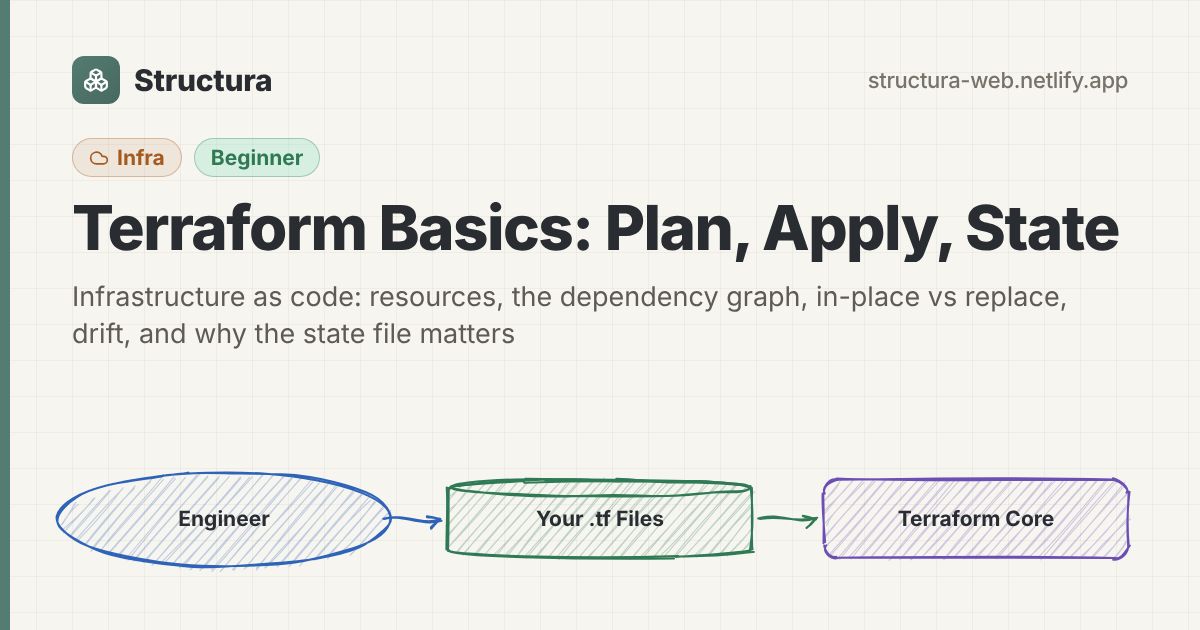 Structura
structura-web.netlify.app
Infra
Beginner
Terraform Basics: Plan, Apply, State
Infrastructure as code: resources, the dependency graph, in-place vs replace,
drift, and why the state file matters
Engineer
Your .tf Files
Terraform Core